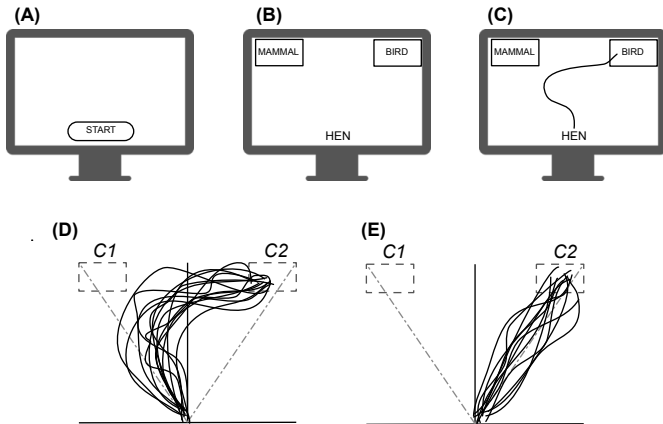 (A)
START
(B)
MAMMAL
BIRD
HEN
(C)
MAMMAL
BIRD
HEN
(D)
C1
C2
(E)
C1
C2